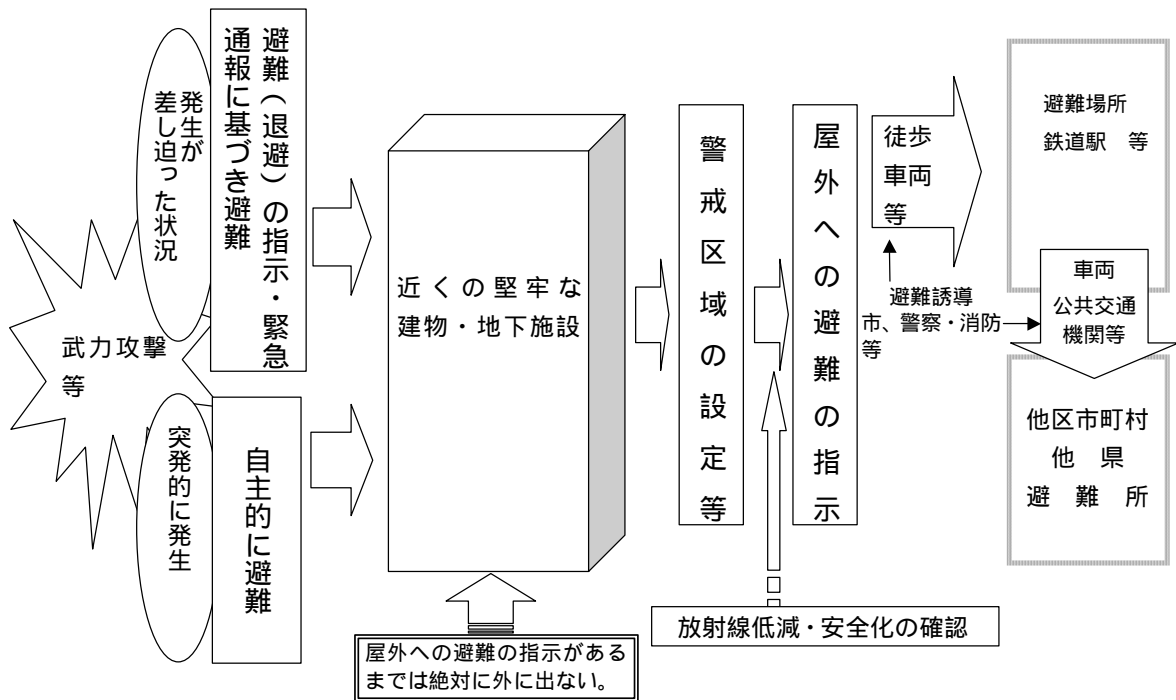 武力攻撃
等
発生が
差し迫った状況
避難（退避）の指示・緊急
通報に基づき避難
突発的に発生
自主的に避難
近くの堅牢な
建物・地下施設
屋外への避難の指示がある
までは絶対に外に出ない。
警戒区域の設定等
屋外への避難の指示
放射線低減・安全化の確認
徒歩
車両
等
避難誘導
市、警察・消防
等
避難場所
鉄道駅　等
車両
公共交通
機関等
他区市町村
他　県
避　難　所